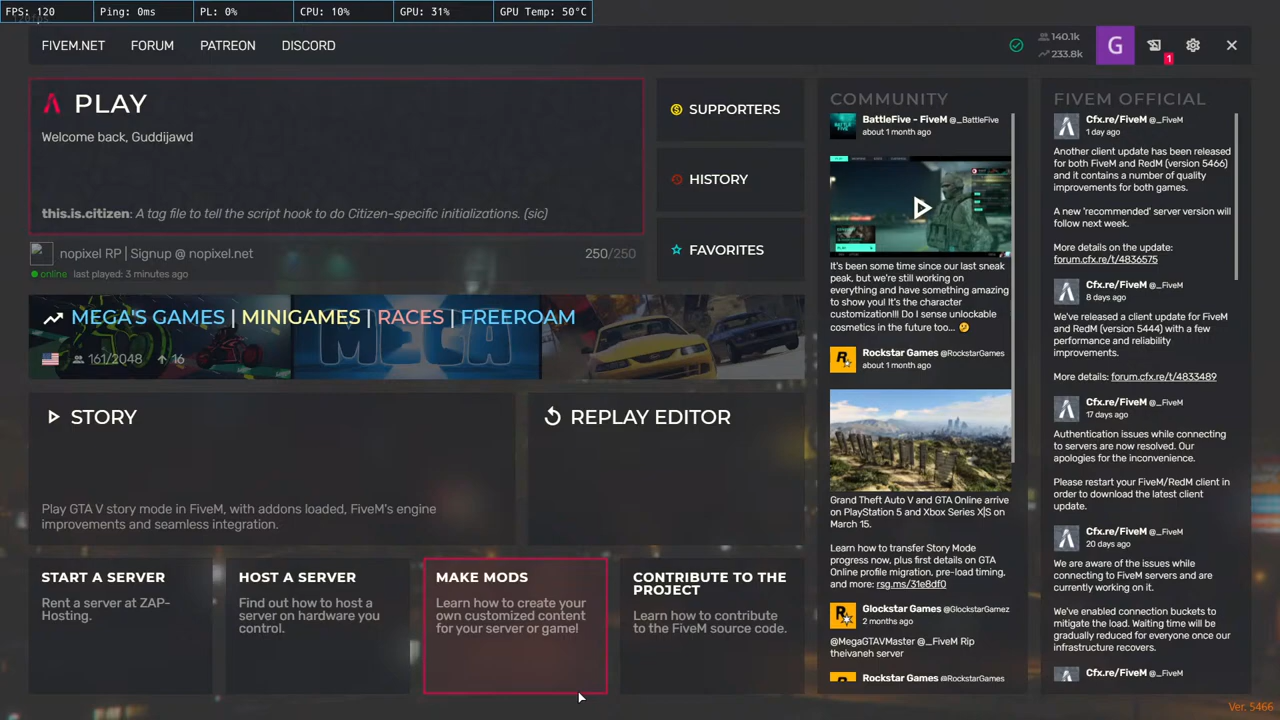 FPS: 120
Ping: 0ms
PL: 0%
CPU: 10%
GPU: 31%
GPU Temp: 50°C
120fps
FIVEM.NET
FORUM
PATREON
DISCORD
140.1k
233.8k
G
1
PLAY
Welcome back, Guddijawd
this.is.citizen: A tag file to tell the script hook to do Citizen-specific initializations. (sic)
nopixel RP | Signup @ nopixel.net
250/250
online last played: 3 minutes ago
SUPPORTERS
HISTORY
FAVORITES
MEGA'S GAMES | MINIGAMES | RACES | FREEROAM
MEGA
161/2048
16
STORY
Play GTA V story mode in FiveM, with addons loaded, FiveM's engine
improvements and seamless integration.
REPLAY EDITOR
START A SERVER
Rent a server at ZAP-
Hosting.
HOST A SERVER
Find out how to host a
server on hardware you
control.
MAKE MODS
Learn how to create your
own customized content
for your server or game!
CONTRIBUTE TO THE
PROJECT
Learn how to contribute
to the FiveM source code.
COMMUNITY
BattleFive - FiveM @_BattleFive
about 1 month ago
It's been some time since our last sneak
peak, but we're still working on
everything and have something amazing
to show you! It's the character
customization!!! Do I sense unlockable
cosmetics in the future too... 🤔
Rockstar Games @RockstarGames
about 1 month ago
Grand Theft Auto V and GTA Online arrive
on PlayStation 5 and Xbox Series X|S on
March 15.
Learn how to transfer Story Mode
progress now, plus first details on GTA
Online profile migration, pre-load timing,
and more: rsg.ms/31e8df0
Glockstar Games @GlockstarGamez
2 months ago
@MegaGTAVMaster @_FiveM Rip
theivaneh server
Rockstar Games @RockstarGames
FIVEM OFFICIAL
Cfx.re/FiveM @_FiveM
1 day ago
Another client update has been released
for both FiveM and RedM (version 5466)
and it contains a number of quality
improvements for both games.
A new 'recommended' server version will
follow next week.
More details on the update:
forum.cfx.re/t/4836575
Cfx.re/FiveM @_FiveM
8 days ago
We've released a client update for FiveM
and RedM (version 5444) with a few
performance and reliability
improvements.
More details: forum.cfx.re/t/4833489
Cfx.re/FiveM @_FiveM
17 days ago
Authentication issues while connecting
to servers are now resolved. Our
apologies for the inconvenience.
Please restart your FiveM/RedM client in
order to download the latest client
update.
Cfx.re/FiveM @_FiveM
20 days ago
We are aware of the issues while
connecting to FiveM servers and are
currently working on it.
We've enabled connection buckets to
mitigate the load. Waiting time will be
gradually reduced for everyone once our
infrastructure recovers.
Cfx.re/FiveM @_FiveM
Ver. 5466